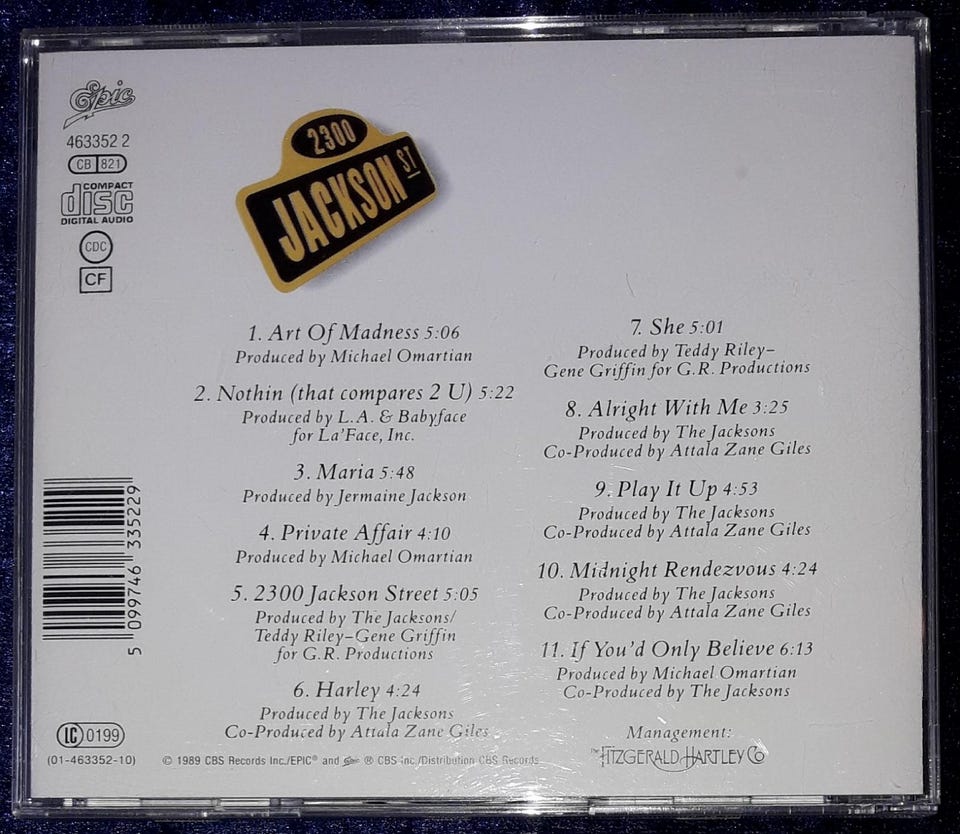 Epic
463352 2
CB 821
COMPACT
disc
DIGITAL AUDIO
CDC
CF
2300
JACKSON ST
1. Art Of Madness 5:06
Produced by Michael Omartian
2. Nothin (that compares 2 U) 5:22
Produced by L.A. & Babyface
for La'Face, Inc.
3. Maria 5:48
Produced by Jermaine Jackson
4. Private Affair 4:10
Produced by Michael Omartian
5. 2300 Jackson Street 5:05
Produced by The Jacksons/
Teddy Riley–Gene Griffin
for G.R. Productions
6. Harley 4:24
Produced by The Jacksons
Co-Produced by Attala Zane Giles
7. She 5:01
Produced by Teddy Riley–
Gene Griffin for G.R. Productions
8. Alright With Me 3:25
Produced by The Jacksons
Co-Produced by Attala Zane Giles
9. Play It Up 4:53
Produced by The Jacksons
Co-Produced by Attala Zane Giles
10. Midnight Rendezvous 4:24
Produced by The Jacksons
Co-Produced by Attala Zane Giles
11. If You'd Only Believe 6:13
Produced by Michael Omartian
Co-Produced by The Jacksons
Management:
The FITZGERALD HARTLEY Co
5 099746 335229
LC 0199
(01-463352-10)
© 1989 CBS Records Inc./EPIC® and Epic ® CBS Inc./Distribution CBS Records